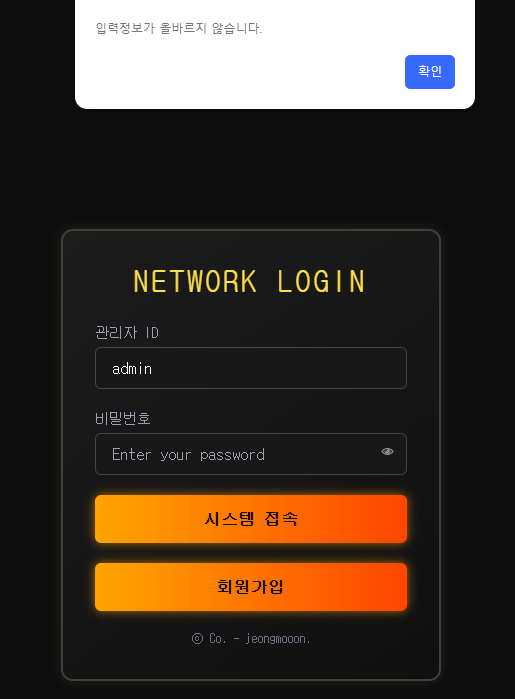 입력정보가 올바르지 않습니다.
확인
NETWORK LOGIN
관리자 ID
admin
비밀번호
Enter your password
시스템 접속
회원가입
ⓒ Co. - jeongmooon.